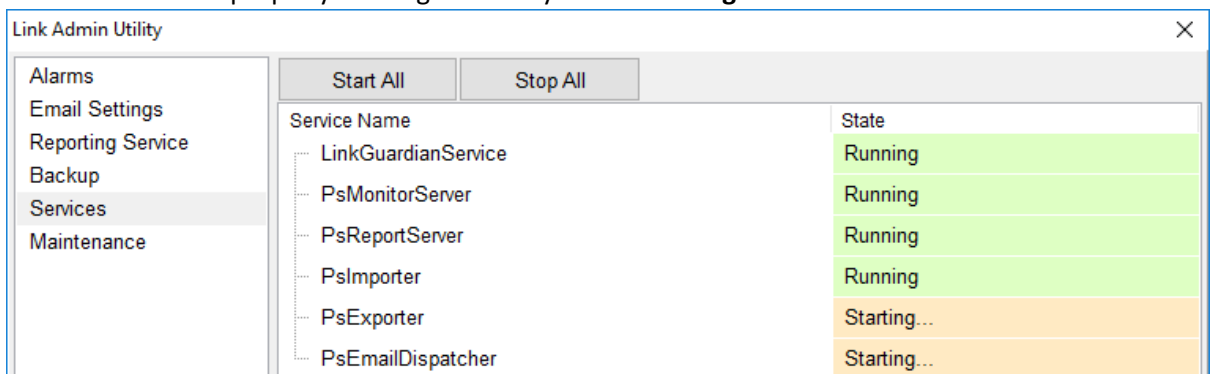 Link Admin Utility
Alarms
Email Settings
Reporting Service
Backup
Services
Maintenance
Start All Stop All
Service Name State
LinkGuardianService Running
PsMonitorServer Running
PsReportServer Running
PsImporter Running
PsExporter Starting...
PsEmailDispatcher Starting...